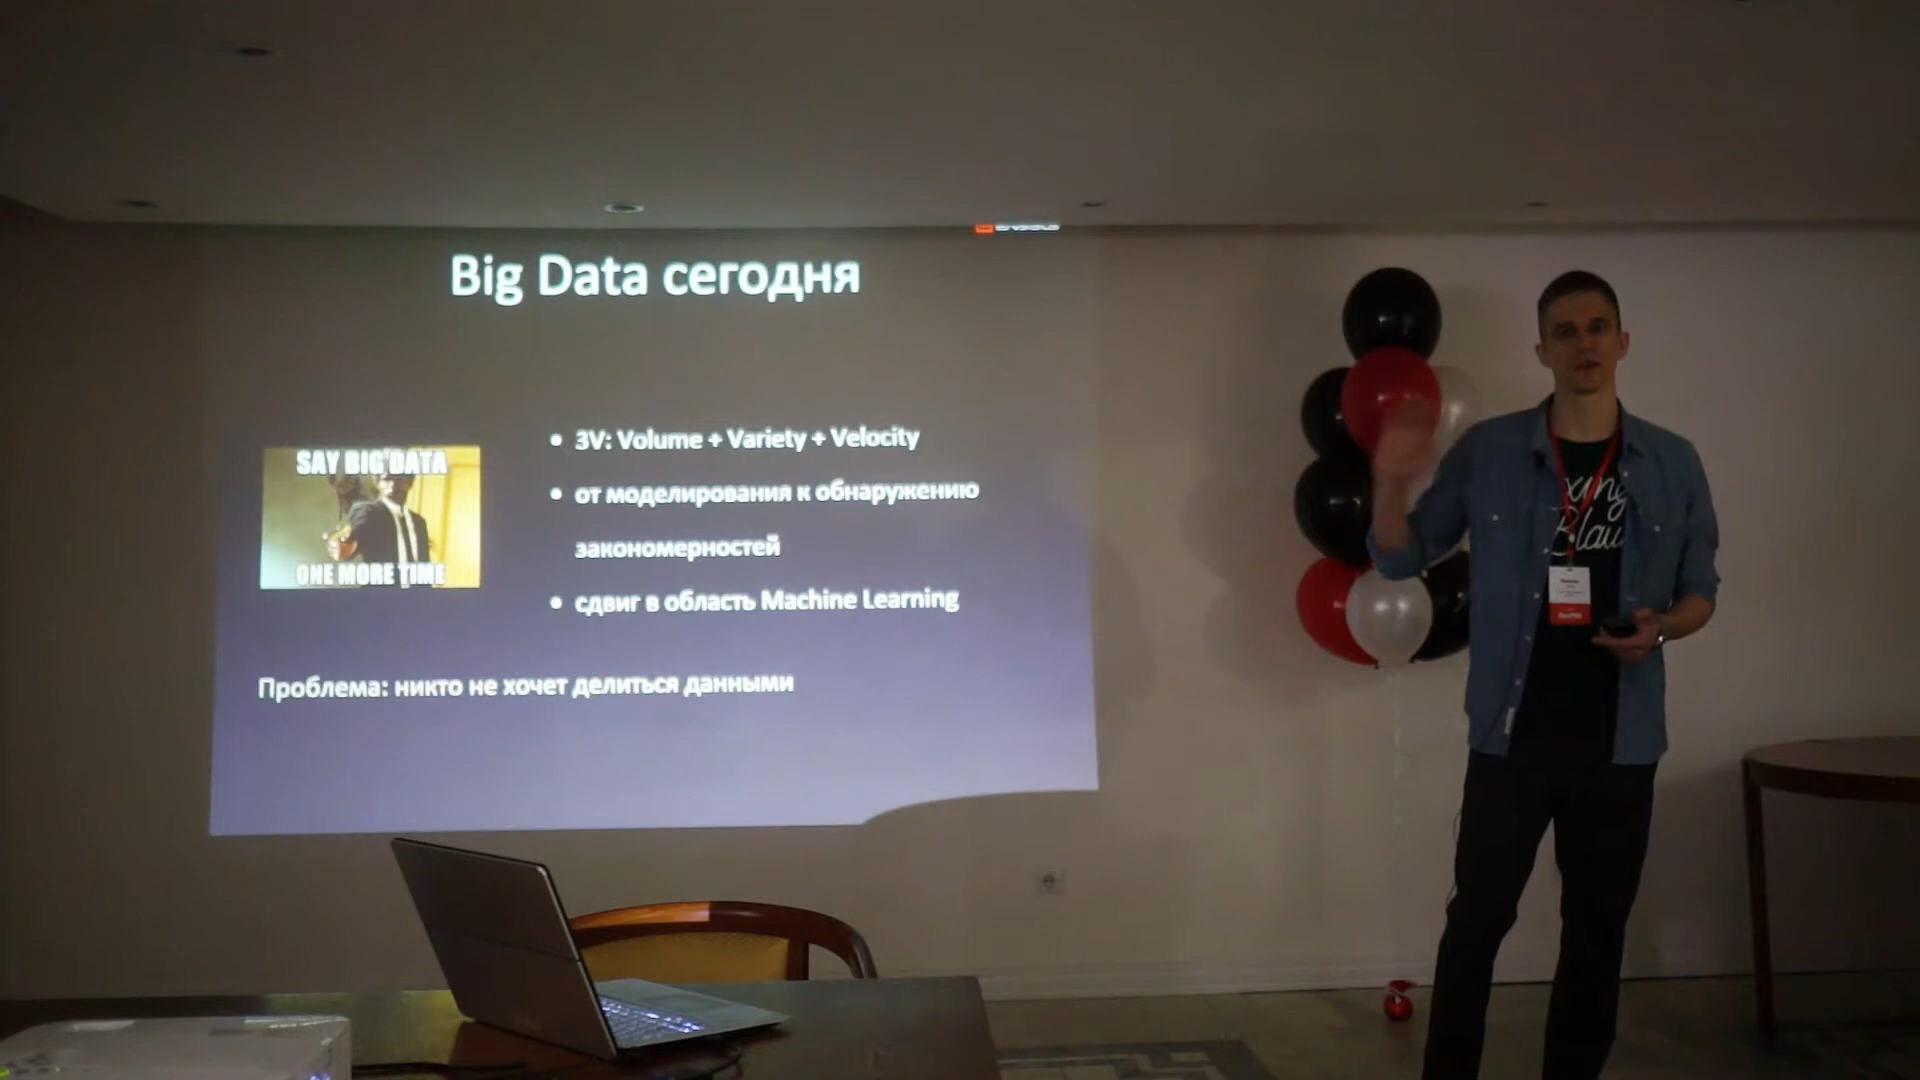 Big Data сегодня
SAY BIG DATA
ONE MORE TIME
• 3V: Volume + Variety + Velocity
• от моделирования к обнаружению
закономерностей
• сдвиг в область Machine Learning
Проблема: никто не хочет делиться данными